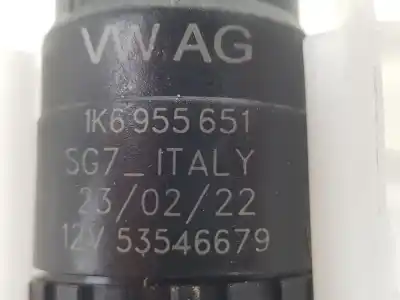 VW AG
1K6 955 651
SG7_ITALY
23/02/22
12V 53546679